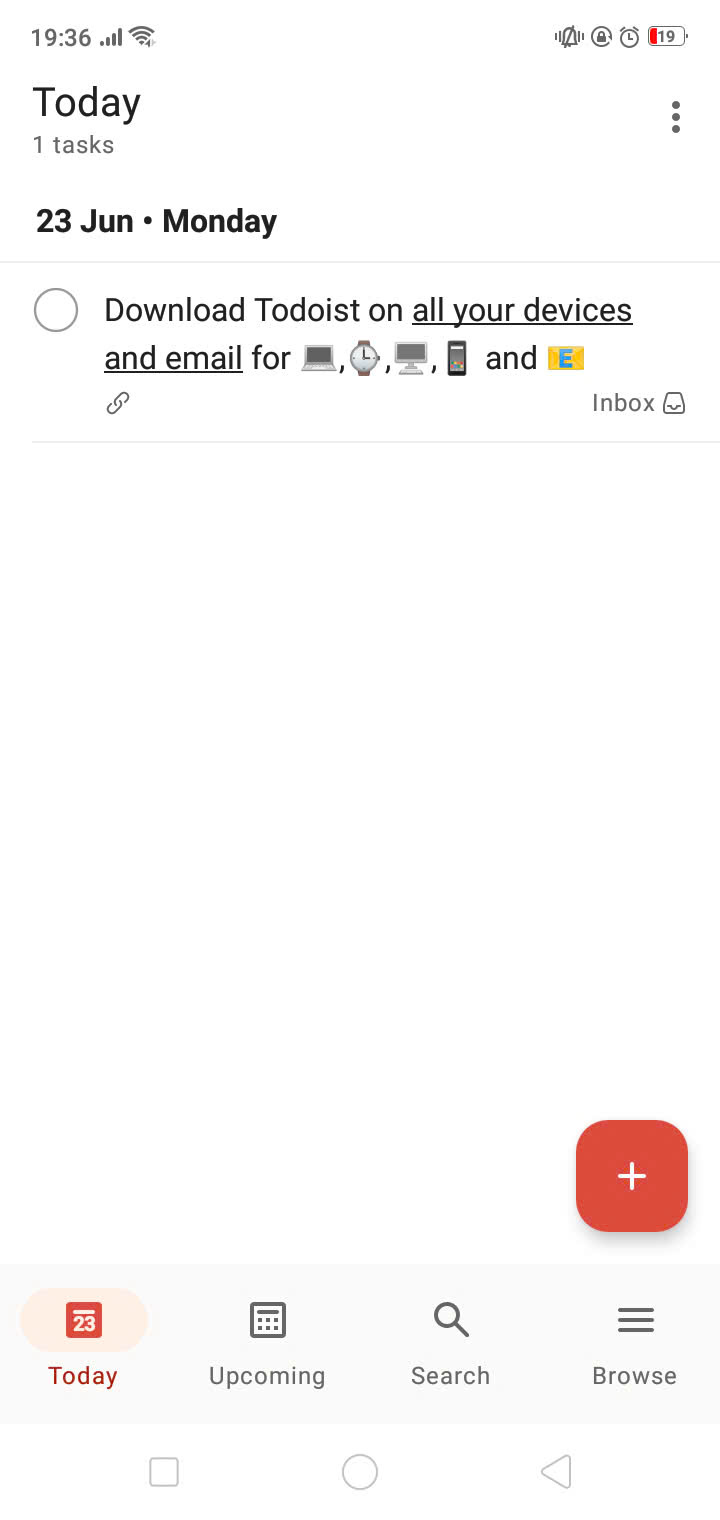 19:36 19
Today
1 tasks
23 Jun • Monday
Download Todoist on all your devices
and email for 💻,⌚,🖥,📱 and 📧
Inbox
23
Today Upcoming Search Browse